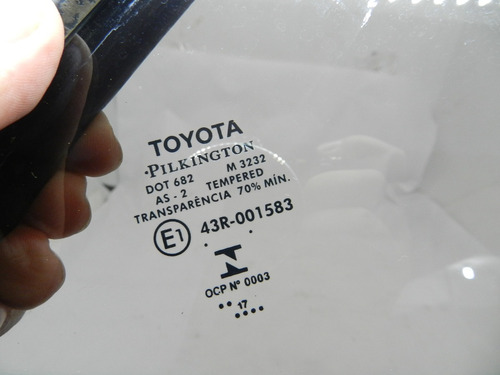 TOYOTA
PILKINGTON
DOT 682 M 3232
AS - 2 TEMPERED
TRANSPARÊNCIA 70% MÍN.
E1 43R-001583
OCP Nº 0003
17